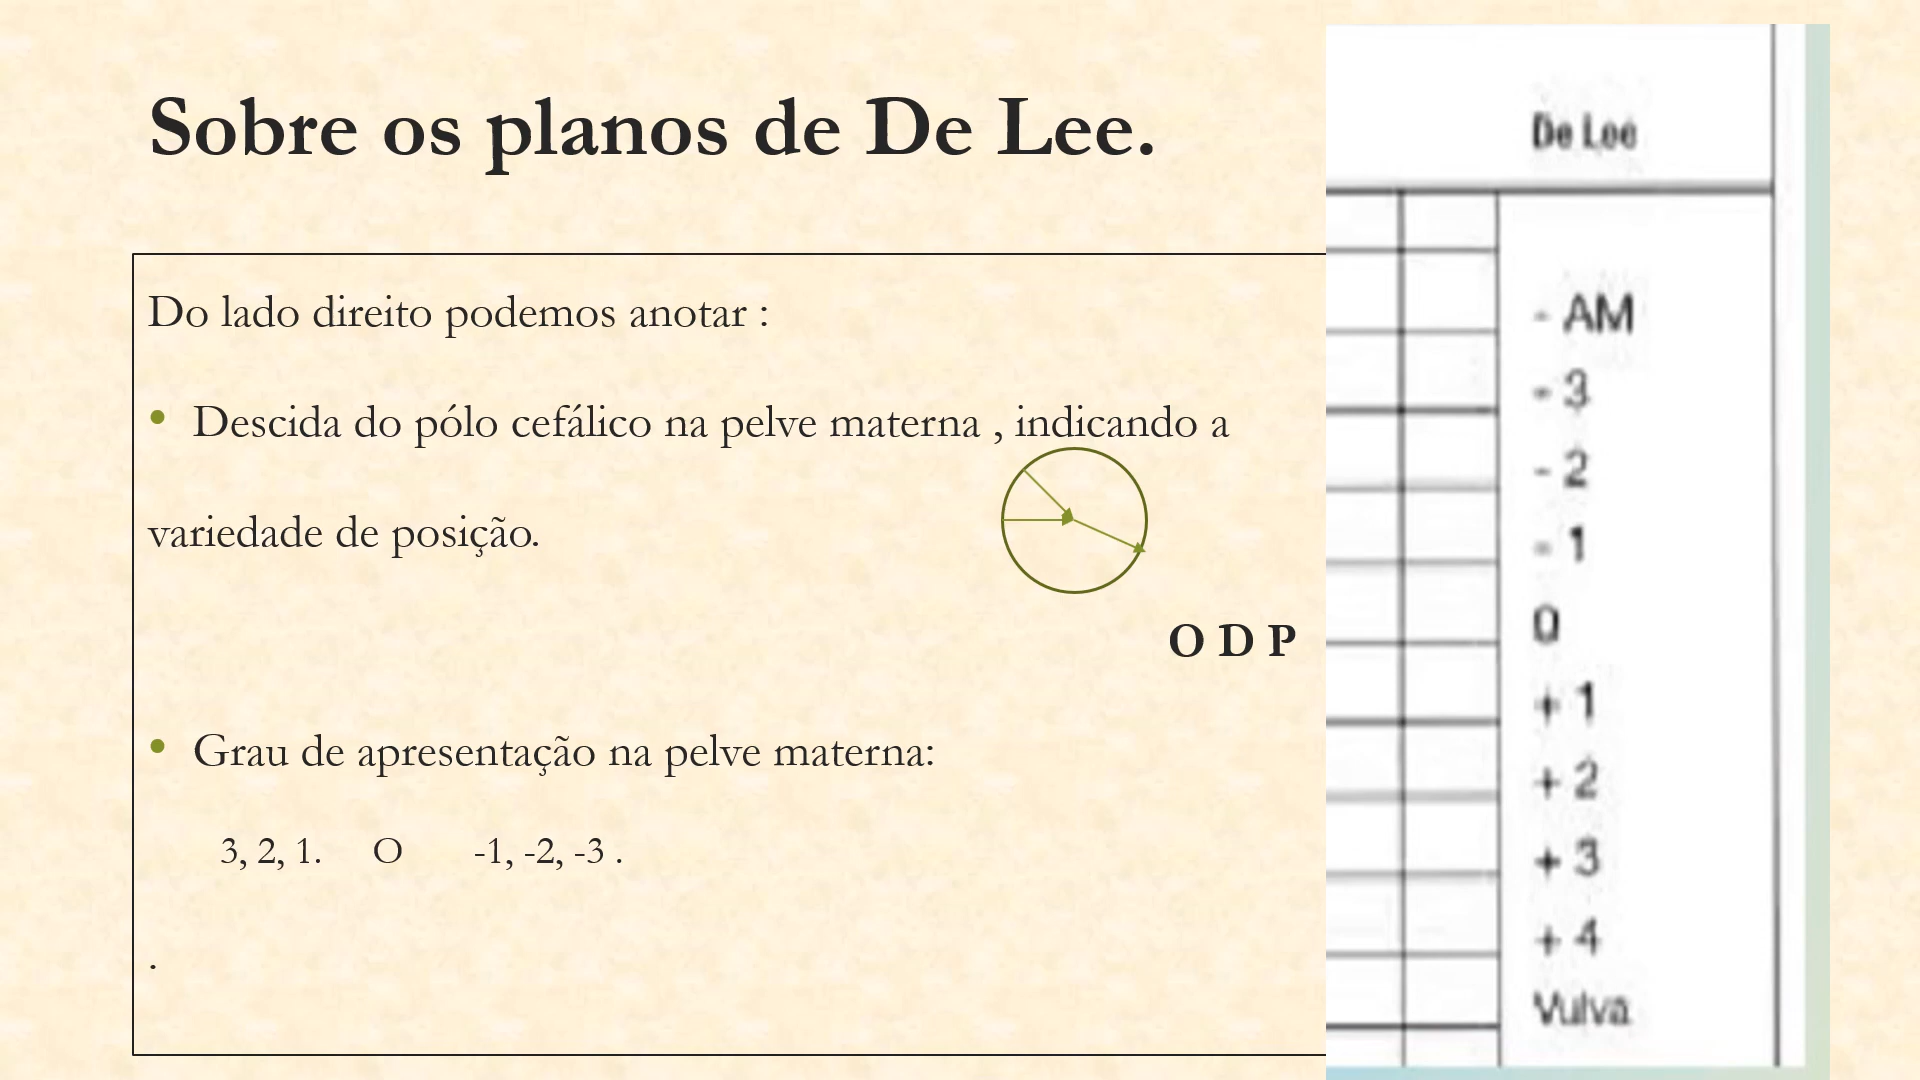 Sobre os planos de De Lee.
Do lado direito podemos anotar :
• Descida do pólo cefálico na pelve materna , indicando a
variedade de posição.
O D P
• Grau de apresentação na pelve materna:
3, 2, 1. O -1, -2, -3 .
.
De Lee
- AM
- 3
- 2
- 1
0
+ 1
+ 2
+ 3
+ 4
Vulva